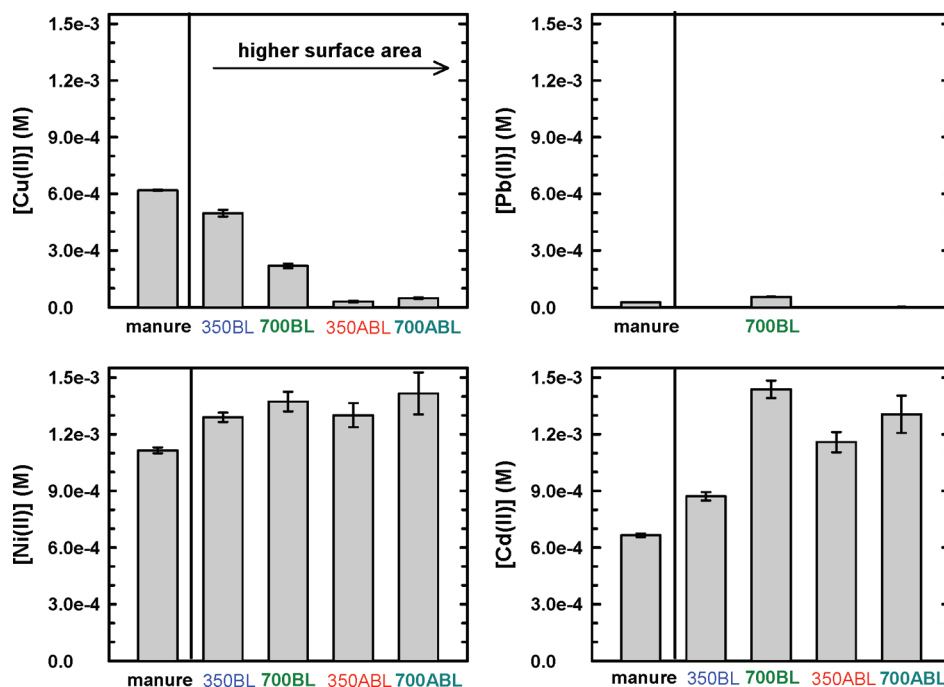 1.5e-3
1.2e-3
9.0e-4
6.0e-4
3.0e-4
0.0
[Cu(II)] (M)
higher surface area
manure 350BL 700BL 350ABL 700ABL
1.5e-3
1.2e-3
9.0e-4
6.0e-4
3.0e-4
0.0
[Pb(II)] (M)
manure 700BL
1.5e-3
1.2e-3
9.0e-4
6.0e-4
3.0e-4
0.0
[Ni(II)] (M)
manure 350BL 700BL 350ABL 700ABL
1.5e-3
1.2e-3
9.0e-4
6.0e-4
3.0e-4
0.0
[Cd(II)] (M)
manure 350BL 700BL 350ABL 700ABL